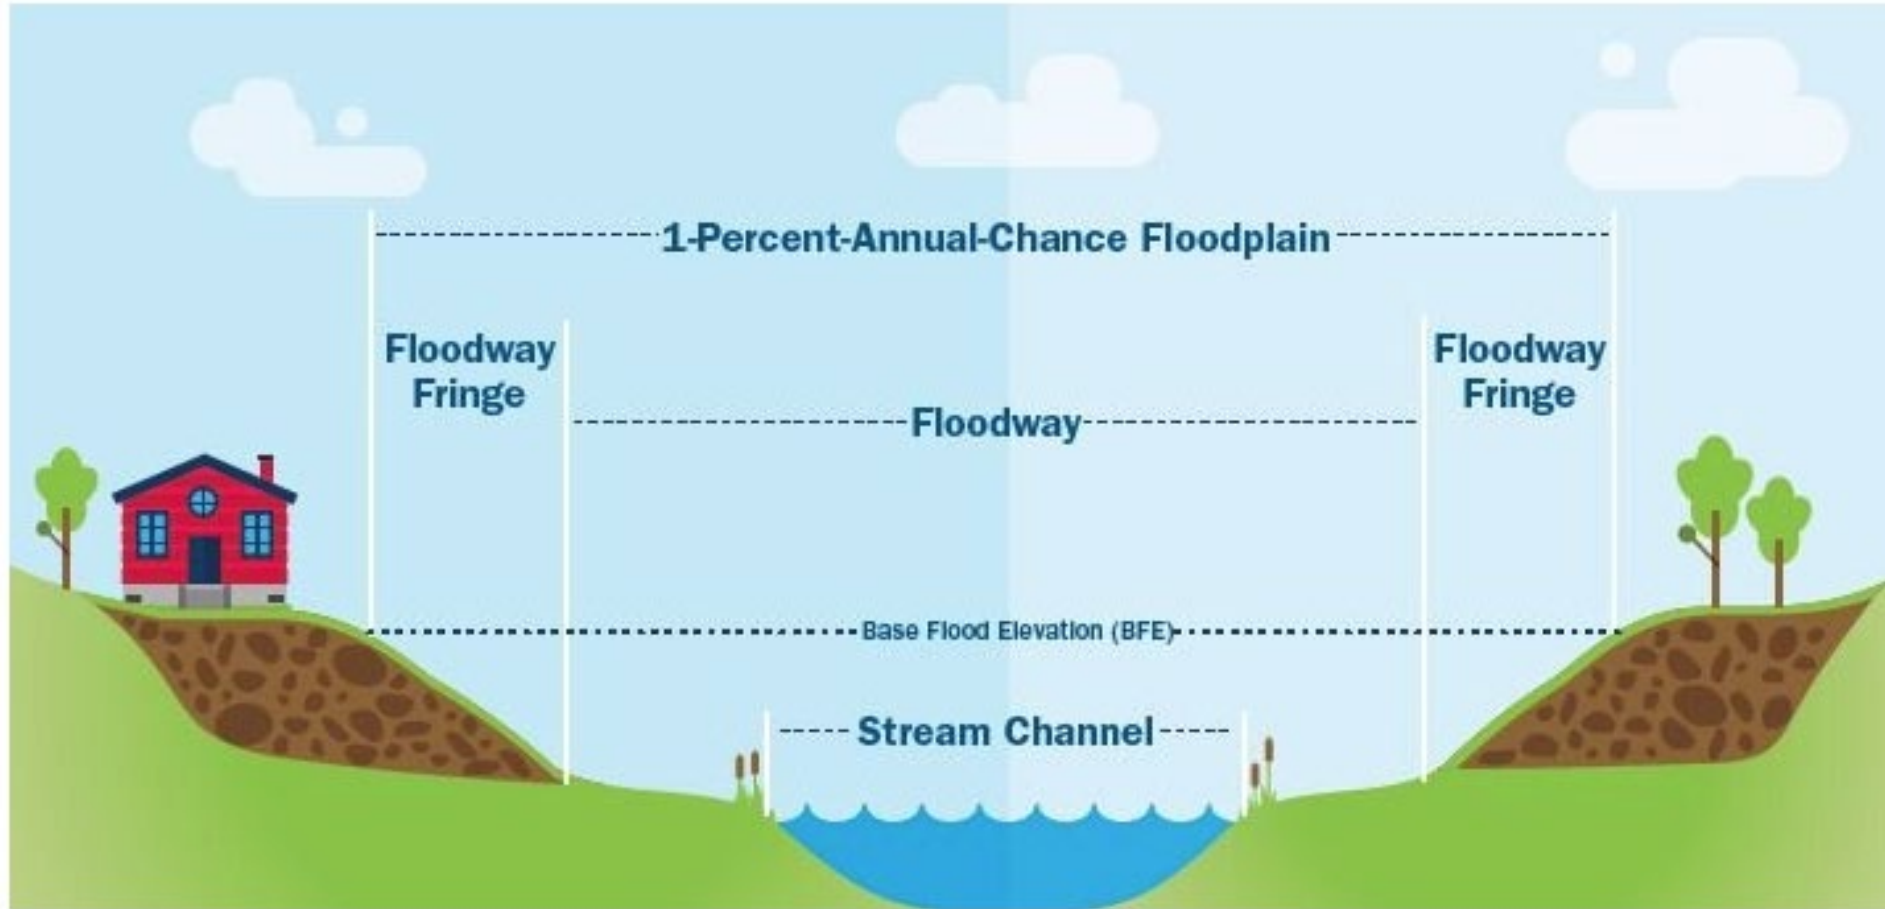 1-Percent-Annual-Chance Floodplain
Floodway
Fringe
Floodway
Fringe
Floodway
Base Flood Elevation (BFE)
Stream Channel